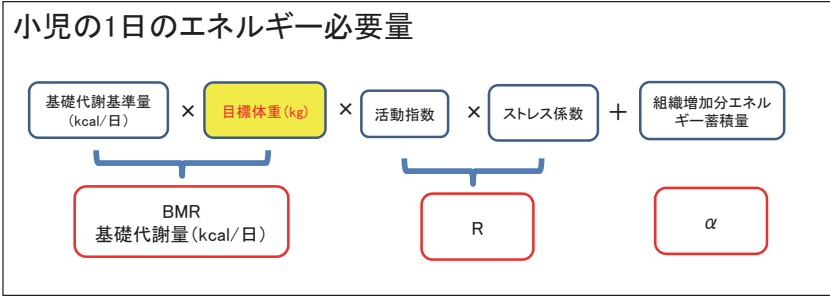 小児の1日のエネルギー必要量
基礎代謝基準量
(kcal/日)
×
目標体重(kg)
×
活動指数
×
ストレス係数
+
組織増加分エネル
ギー蓄積量
BMR
基礎代謝量(kcal/日)
R
α